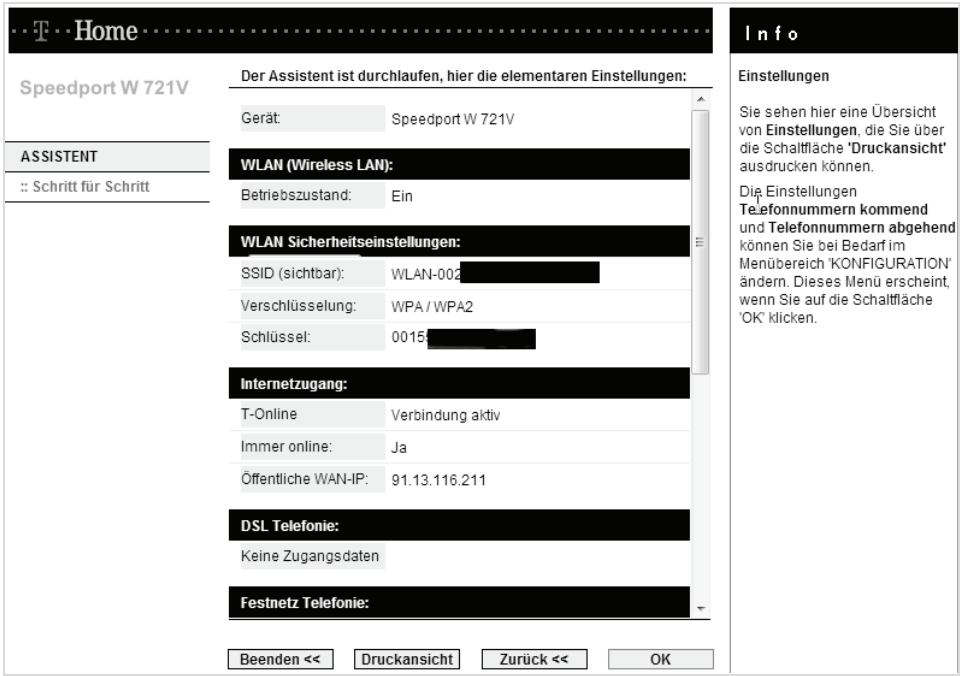 T Home
Speedport W 721V
ASSISTENT
:: Schritt für Schritt
Der Assistent ist durchlaufen, hier die elementaren Einstellungen:
Gerät: Speedport W 721V
WLAN (Wireless LAN):
Betriebszustand: Ein
WLAN Sicherheitseinstellungen:
SSID (sichtbar): WLAN-002
Verschlüsselung: WPA / WPA2
Schlüssel: 0015
Internetzugang:
T-Online Verbindung aktiv
Immer online: Ja
Öffentliche WAN-IP: 91.13.116.211
DSL Telefonie:
Keine Zugangsdaten
Festnetz Telefonie:
Beenden << Druckansicht Zurück << OK
Info
Einstellungen
Sie sehen hier eine Übersicht
von Einstellungen, die Sie über
die Schaltfläche 'Druckansicht'
ausdrucken können.
Die Einstellungen
Telefonnummern kommend
und Telefonnummern abgehend
können Sie bei Bedarf im
Menübereich 'KONFIGURATION'
ändern. Dieses Menü erscheint,
wenn Sie auf die Schaltfläche
'OK' klicken.